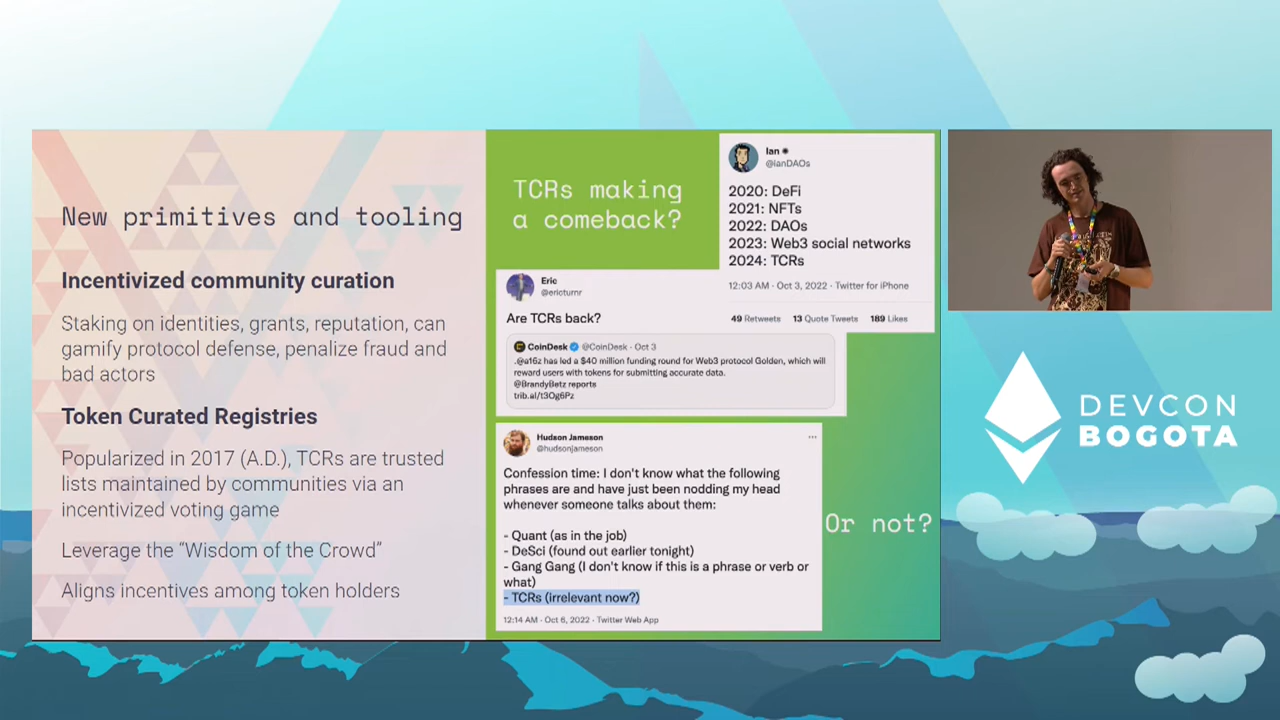 New primitives and tooling
Incentivized community curation
Staking on identities, grants, reputation, can
gamify protocol defense, penalize fraud and
bad actors
Token Curated Registries
Popularized in 2017 (A.D.), TCRs are trusted
lists maintained by communities via an
incentivized voting game
Leverage the “Wisdom of the Crowd”
Aligns incentives among token holders
TCRs making
a comeback?
Ian
@ianDAOs
2020: DeFi
2021: NFTs
2022: DAOs
2023: Web3 social networks
2024: TCRs
12:03 AM · Oct 3, 2022 · Twitter for iPhone
49 Retweets 13 Quote Tweets 189 Likes
Eric
@ericturnr
Are TCRs back?
CoinDesk @CoinDesk · Oct 3
.@a16z has led a $40 million funding round for Web3 protocol Golden, which will
reward users with tokens for submitting accurate data.
@BrandyBetz reports
trib.al/t3Og6Pz
Hudson Jameson
@hudsonjameson
Confession time: I don't know what the following
phrases are and have just been nodding my head
whenever someone talks about them:
- Quant (as in the job)
- DeSci (found out earlier tonight)
- Gang Gang (I don't know if this is a phrase or verb or
what)
- TCRs (irrelevant now?)
12:14 AM · Oct 6, 2022 · Twitter Web App
Or not?
DEVCON
BOGOTA